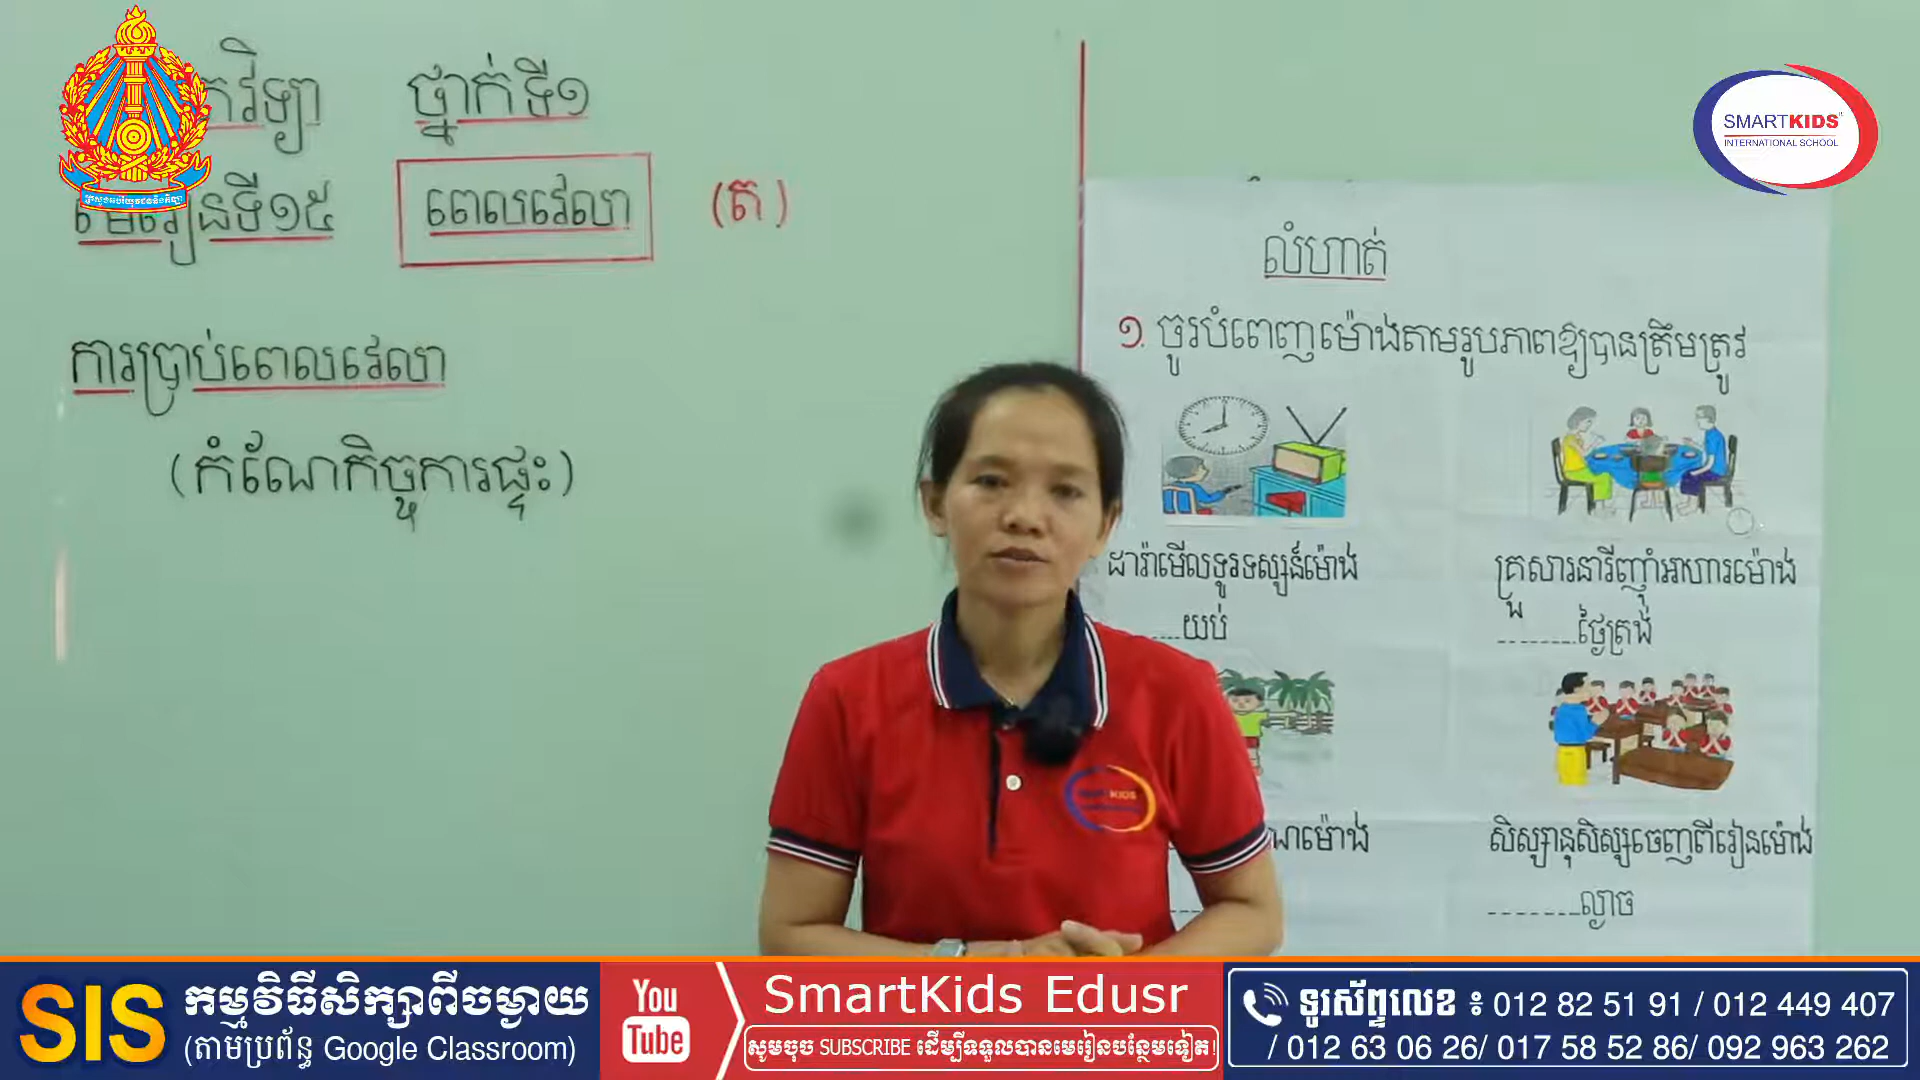 វិទ្យា ថ្នាក់ទី១
មេរៀនទី១៥ ពេលវេលា (ត)
ការប្រាប់ពេលវេលា
(កំណែកិច្ចការផ្ទះ)
SMARTKIDS
INTERNATIONAL SCHOOL
លំហាត់
១. ចូរបំពេញម៉ោងតាមរូបភាពឱ្យបានត្រឹមត្រូវ
ដារ៉ាមើលទូរទស្សន៍ម៉ោង
....យប់
គ្រួសារនារីញ៉ាំអាហារម៉ោង
........ថ្ងៃត្រង់
ម៉ោង
សិស្សានុសិស្សចេញពីរៀនម៉ោង
........ល្ងាច
SIS កម្មវិធីសិក្សាពីចម្ងាយ
(តាមប្រព័ន្ធ Google Classroom)
You Tube
SmartKids Edusr
សូមចុច SUBSCRIBE ដើម្បីទទួលបានមេរៀនបន្ថែមទៀត!
ទូរស័ព្ទលេខ ៖ 012 82 51 91 / 012 449 407
/ 012 63 06 26/ 017 58 52 86/ 092 963 262